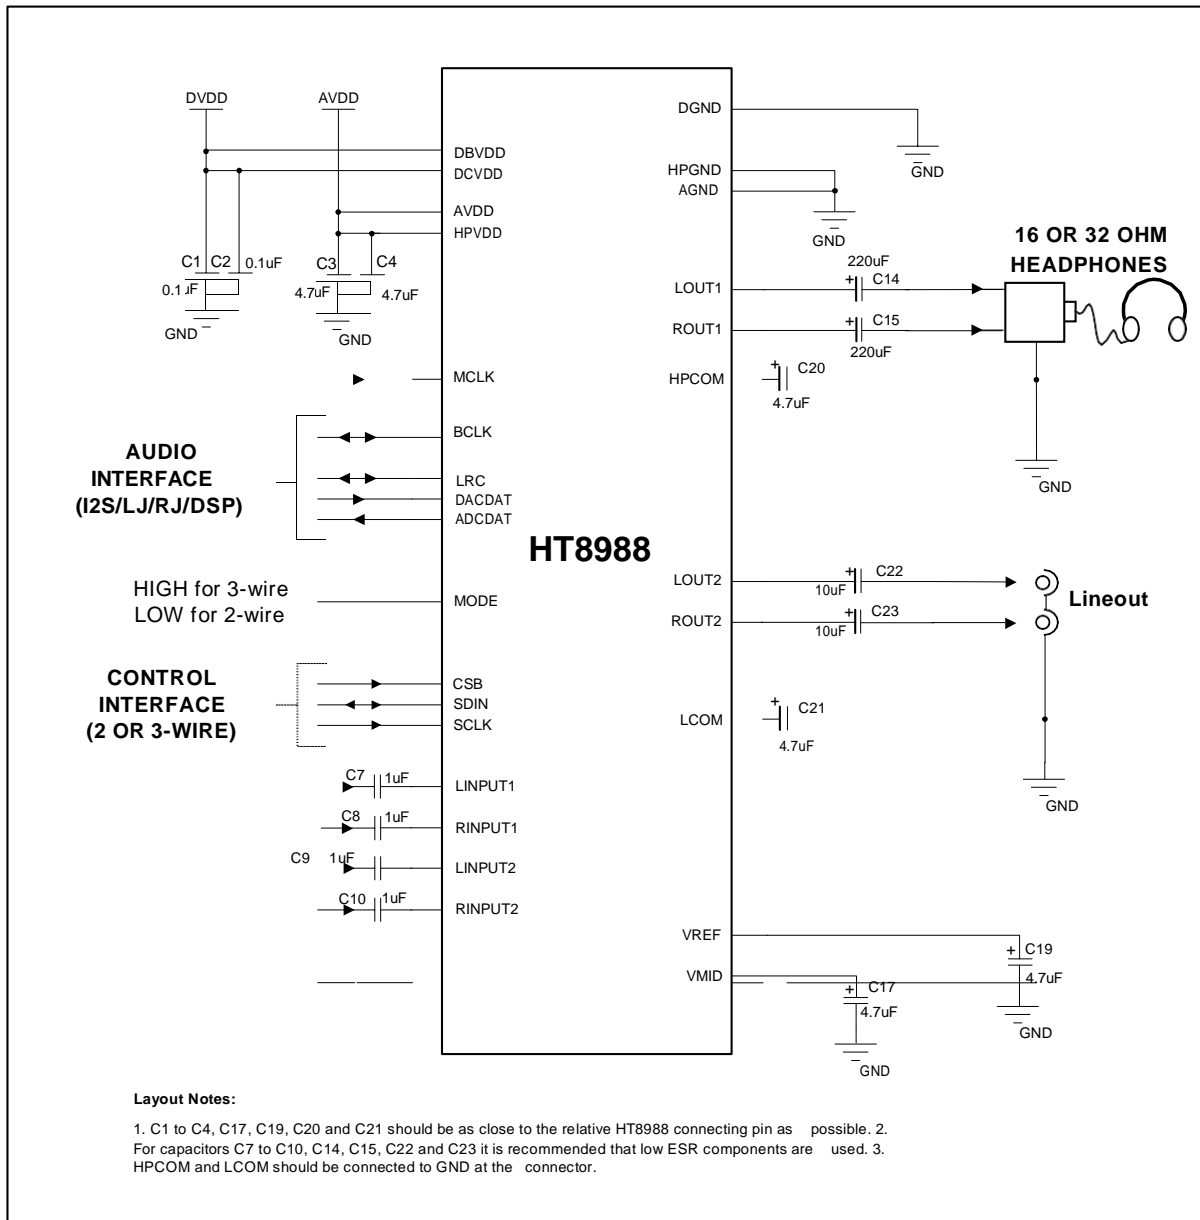 DVDD
AVDD
DBVDD
DCVDD
AVDD
HPVDD
C1
C2
0.1uF
0.1uF
GND
C3
C4
4.7uF
4.7uF
GND
MCLK
AUDIO
INTERFACE
(I2S/LJ/RJ/DSP)
BCLK
LRC
DACDAT
ADCDAT
HIGH for 3-wire
LOW for 2-wire
MODE
CONTROL
INTERFACE
(2 OR 3-WIRE)
CSB
SDIN
SCLK
C7
1uF
LINPUT1
C8
1uF
RINPUT1
C9
1uF
LINPUT2
C10
1uF
RINPUT2
HT8988
DGND
GND
HPGND
AGND
GND
16 OR 32 OHM
HEADPHONES
LOUT1
220uF
+
C14
ROUT1
+
C15
220uF
HPCOM
+
C20
4.7uF
GND
LOUT2
+
C22
10uF
ROUT2
+
C23
10uF
Lineout
LCOM
+
C21
4.7uF
GND
VREF
+
C19
4.7uF
GND
VMID
+
C17
4.7uF
GND
Layout Notes:
1. C1 to C4, C17, C19, C20 and C21 should be as close to the relative HT8988 connecting pin as possible. 2.
For capacitors C7 to C10, C14, C15, C22 and C23 it is recommended that low ESR components are used. 3.
HPCOM and LCOM should be connected to GND at the connector.